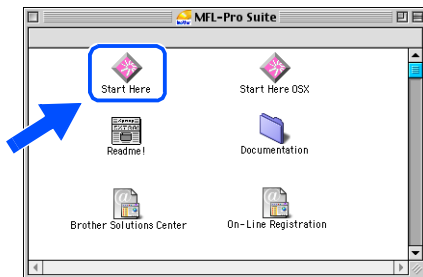 MFL-Pro Suite
Start Here
Start Here OSX
Readme!
Documentation
Brother Solutions Center
On-Line Registration